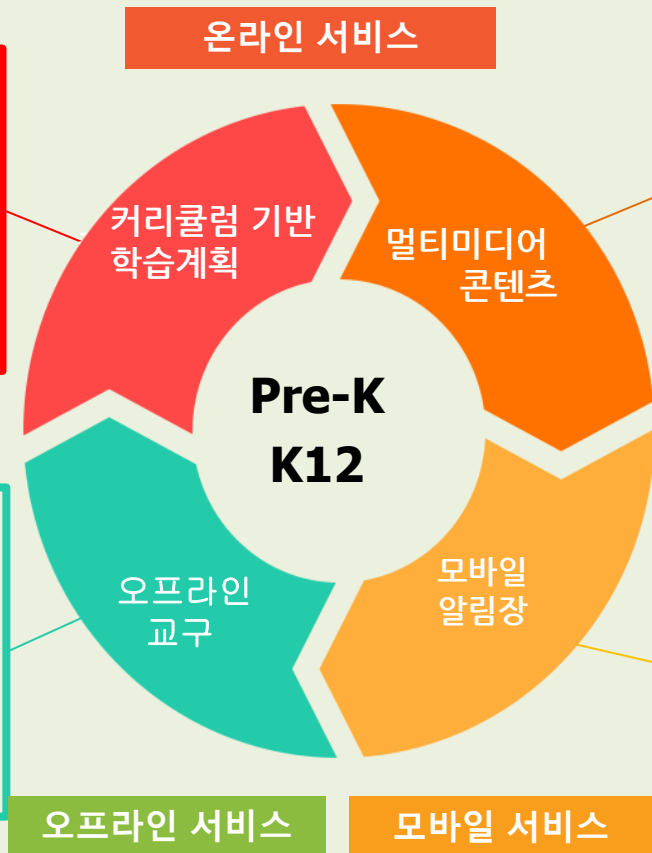 온라인 서비스
커리큘럼 기반
학습계획
멀티미디어
콘텐츠
Pre-K
K12
오프라인
교구
모바일
알림장
오프라인 서비스
모바일 서비스